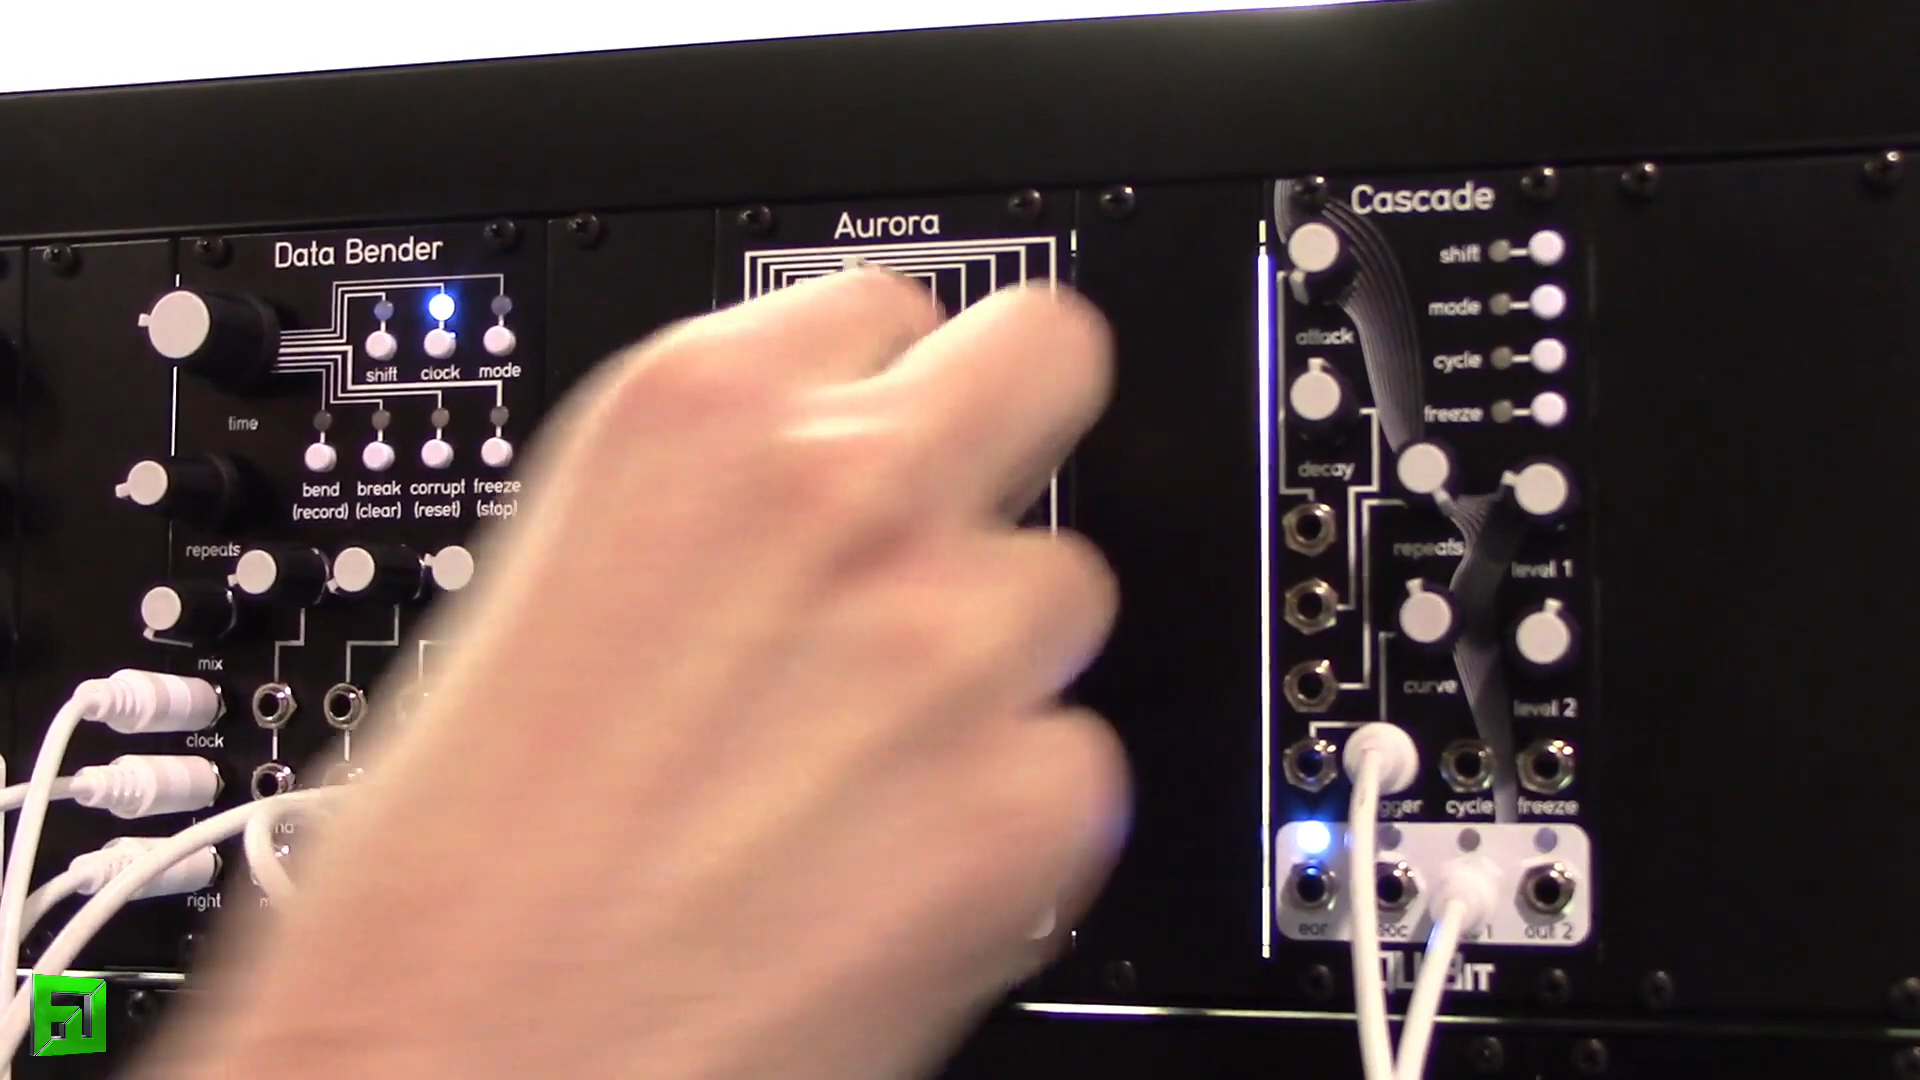 Data Bender
shift clock mode
time
bend break corrupt freeze
(record) (clear) (reset) (stop)
repeats
mix
clock
right
Aurora
Cascade
shift
attack
mode
cycle
freeze
decay
repeats
level 1
curve
level 2
cycle freeze
eor
out 2